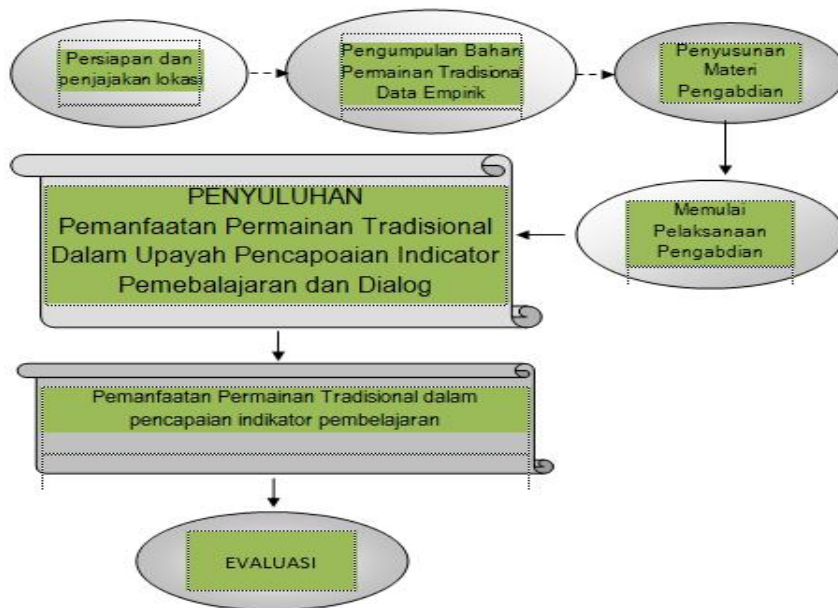 Persiapan dan
penjajakan lokasi
Pengumpulan Bahan
Permainan Tradisional
Data Empirik
Penyusunan
Materi
Pengabdian
Memulai
Pelaksanaan
Pengabdian
PENYULUHAN
Pemanfaatan Permainan Tradisional
Dalam Upayah Pencapoaian Indicator
Pemebalajaran dan Dialog
Pemanfaatan Permainan Tradisional dalam
pencapaian indikator pembelajaran
EVALUASI